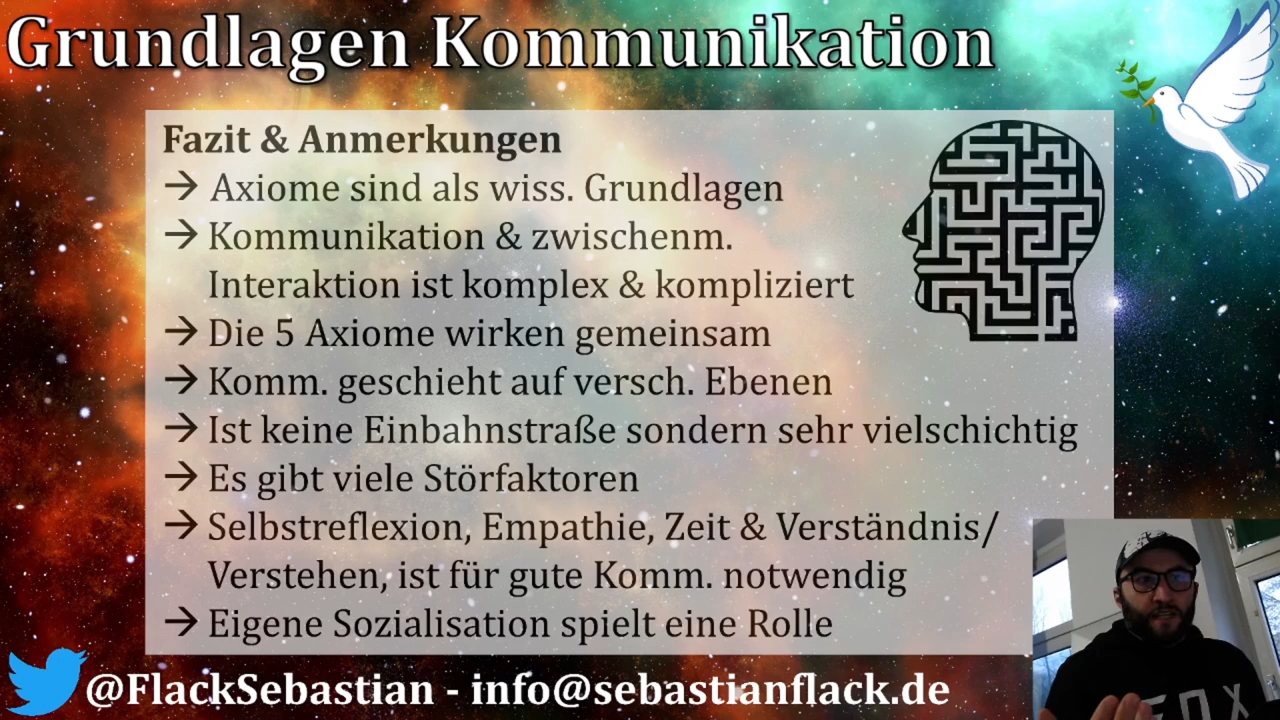 Grundlagen Kommunikation
Fazit & Anmerkungen
→ Axiome sind als wiss. Grundlagen
→ Kommunikation & zwischenm.
Interaktion ist komplex & kompliziert
→ Die 5 Axiome wirken gemeinsam
→ Komm. geschieht auf versch. Ebenen
→ Ist keine Einbahnstraße sondern sehr vielschichtig
→ Es gibt viele Störfaktoren
→ Selbstreflexion, Empathie, Zeit & Verständnis/
Verstehen, ist für gute Komm. notwendig
→ Eigene Sozialisation spielt eine Rolle
@FlackSebastian - info@sebastianflack.de